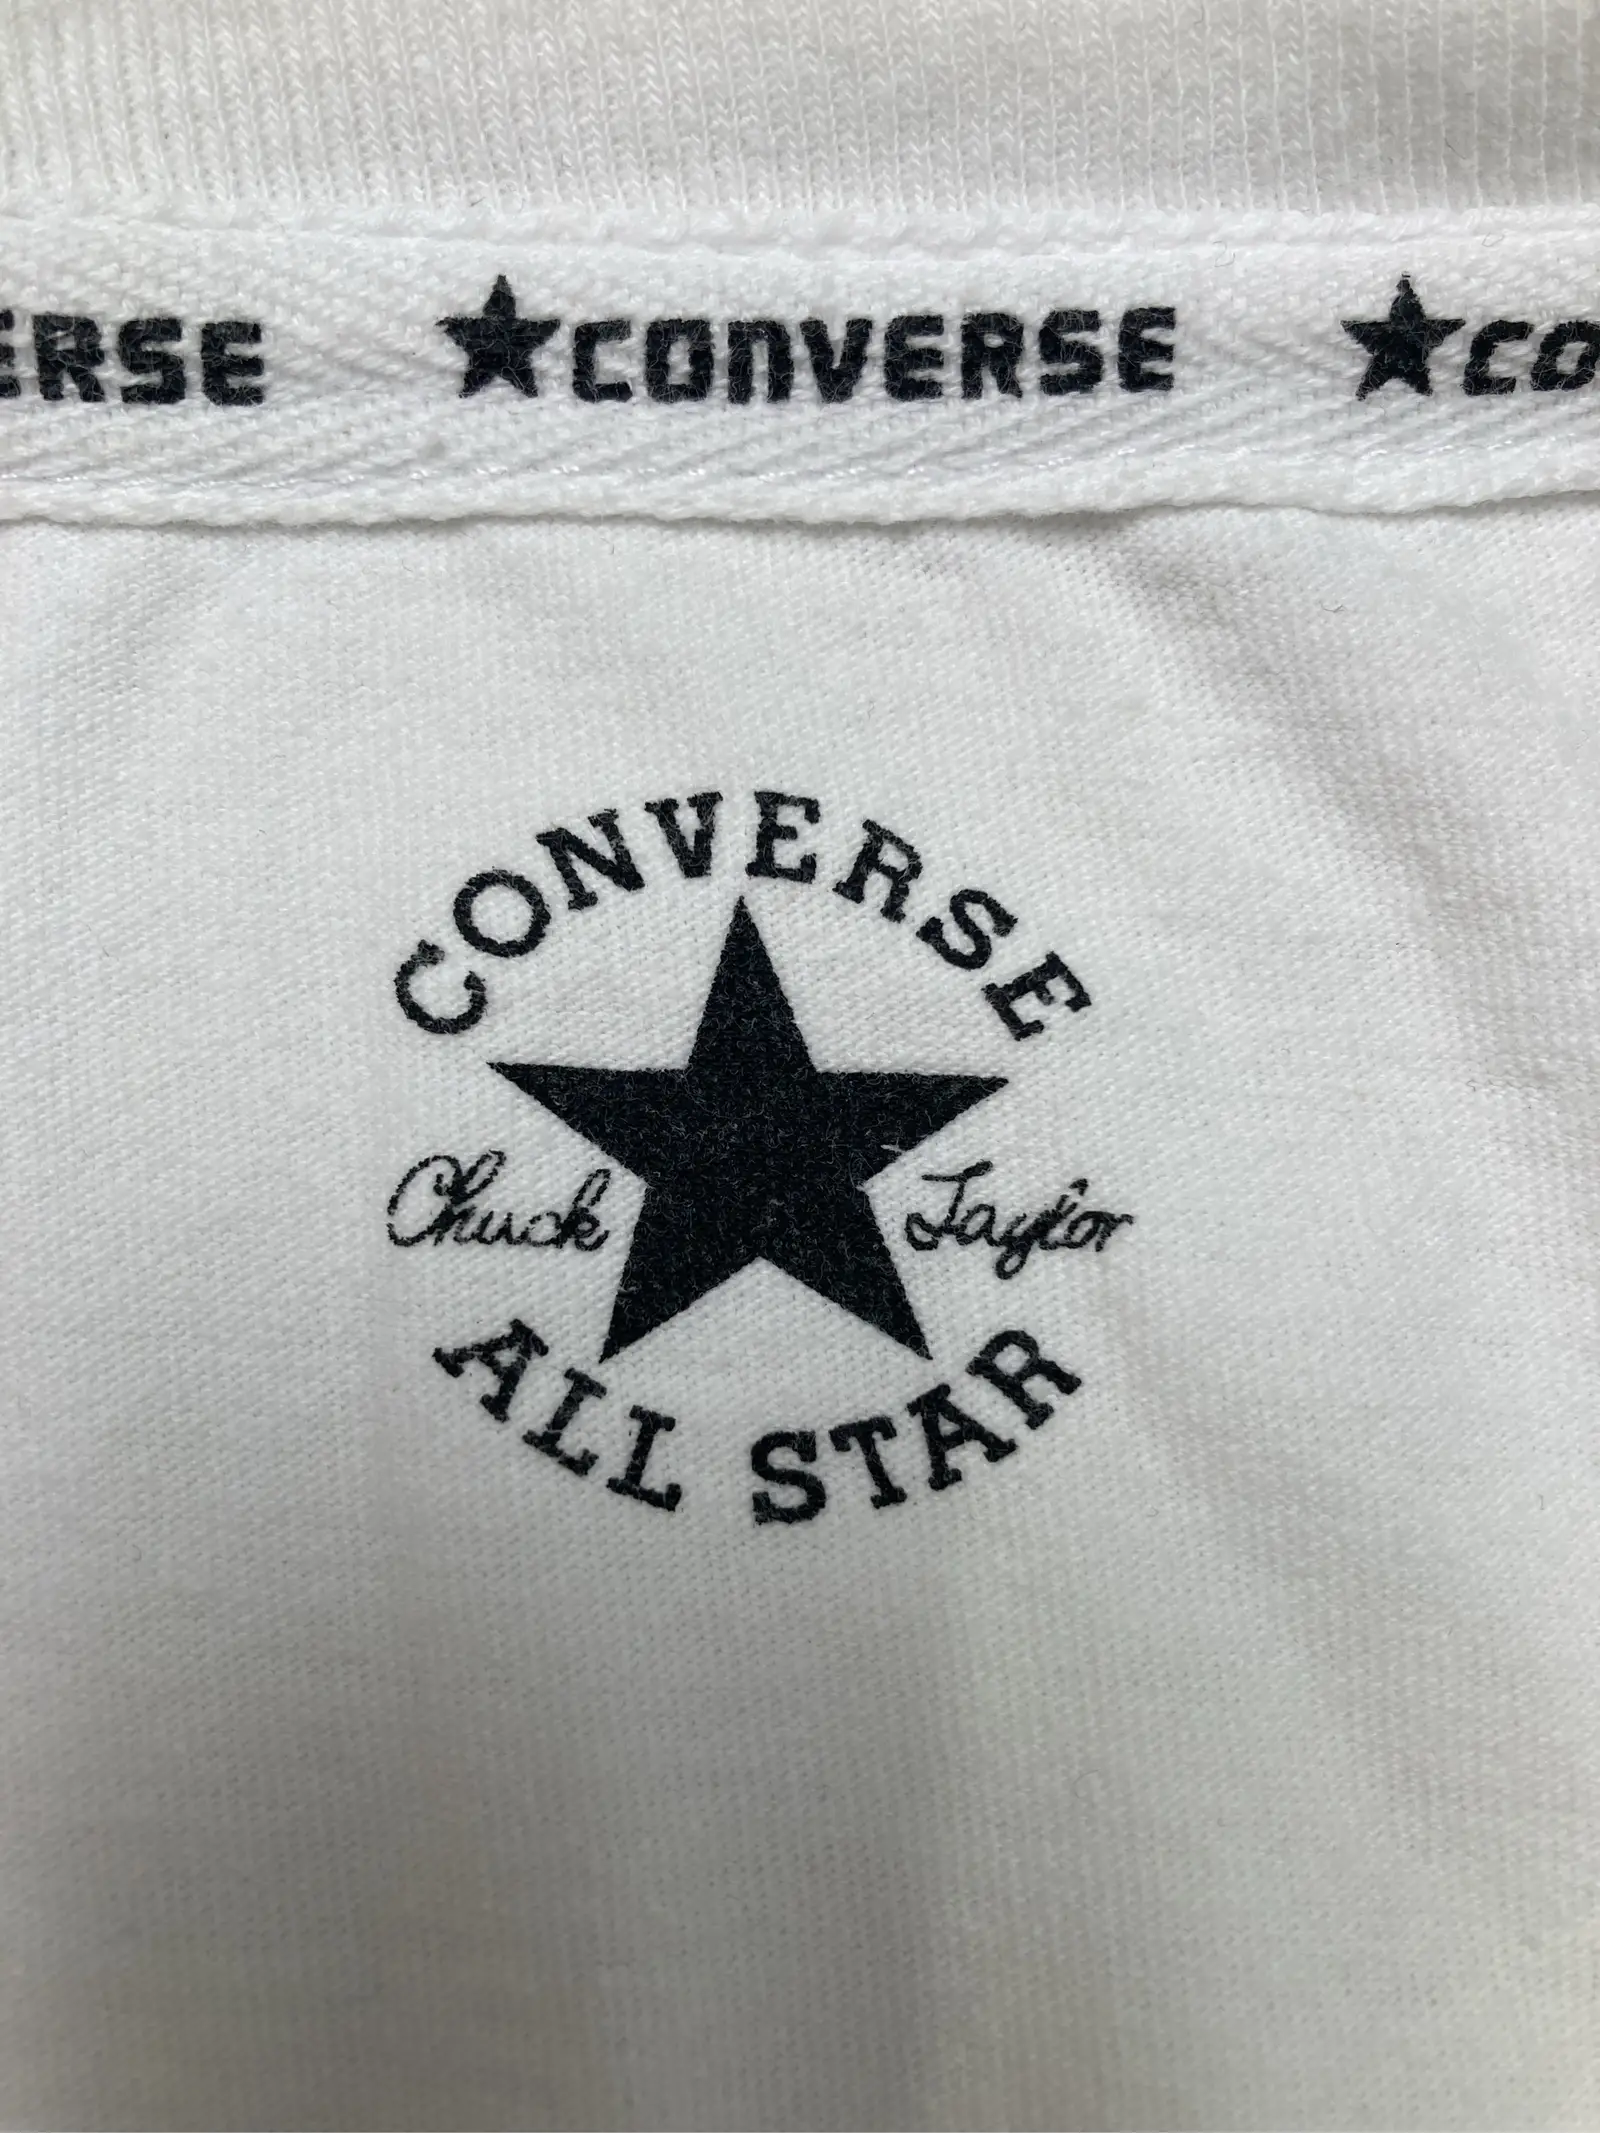 ERSE ★CONVERSE ★CO
CONVERSE
Chuck Taylor
ALL STAR